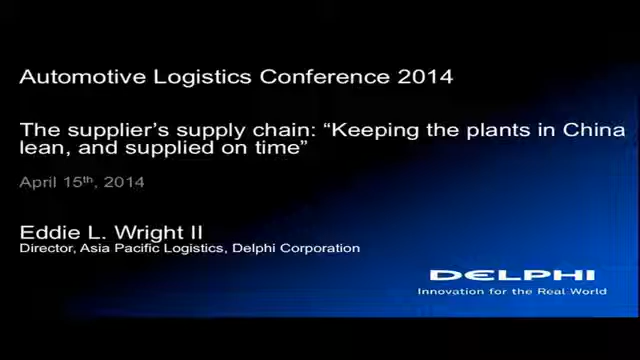 Automotive Logistics Conference 2014
The supplier's supply chain: “Keeping the plants in China
lean, and supplied on time”
April 15th, 2014
Eddie L. Wright II
Director, Asia Pacific Logistics, Delphi Corporation
DELPHI
Innovation for the Real World